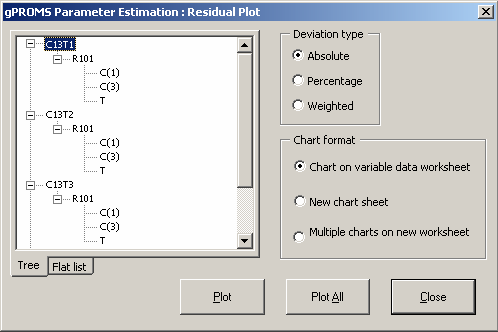 gPROMS Parameter Estimation : Residual Plot
C13T1
R101
C(1)
C(3)
T
C13T2
R101
C(1)
C(3)
T
C13T3
R101
C(1)
C(3)
T
Tree
Flat list
Deviation type
Absolute
Percentage
Weighted
Chart format
Chart on variable data worksheet
New chart sheet
Multiple charts on new worksheet
Plot
Plot All
Close